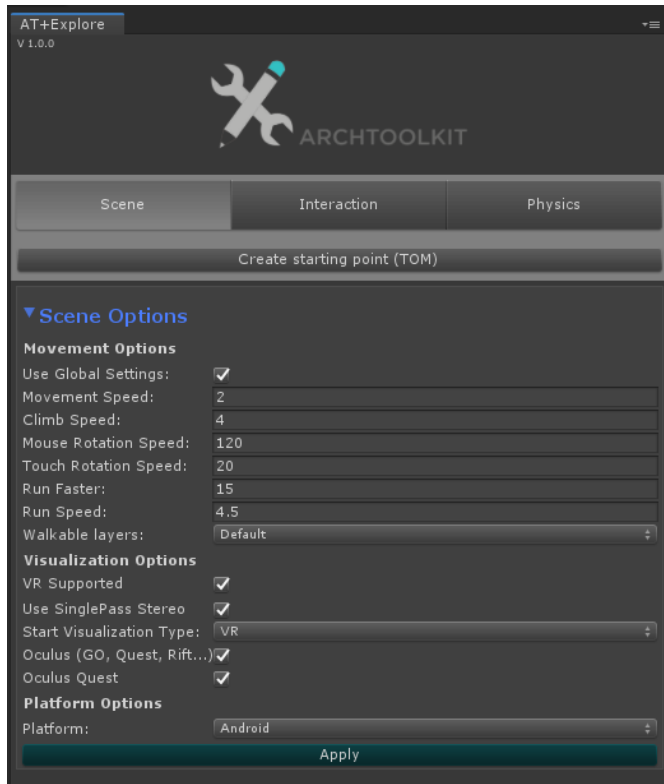 AT+Explore
V 1.0.0
ARCHTOOLKIT
Scene Interaction Physics
Create starting point (TOM)
Scene Options
Movement Options
Use Global Settings:
Movement Speed: 2
Climb Speed: 4
Mouse Rotation Speed: 120
Touch Rotation Speed: 20
Run Faster: 15
Run Speed: 4.5
Walkable layers: Default
Visualization Options
VR Supported
Use SinglePass Stereo
Start Visualization Type: VR
Oculus (GO, Quest, Rift...)
Oculus Quest
Platform Options
Platform: Android
Apply